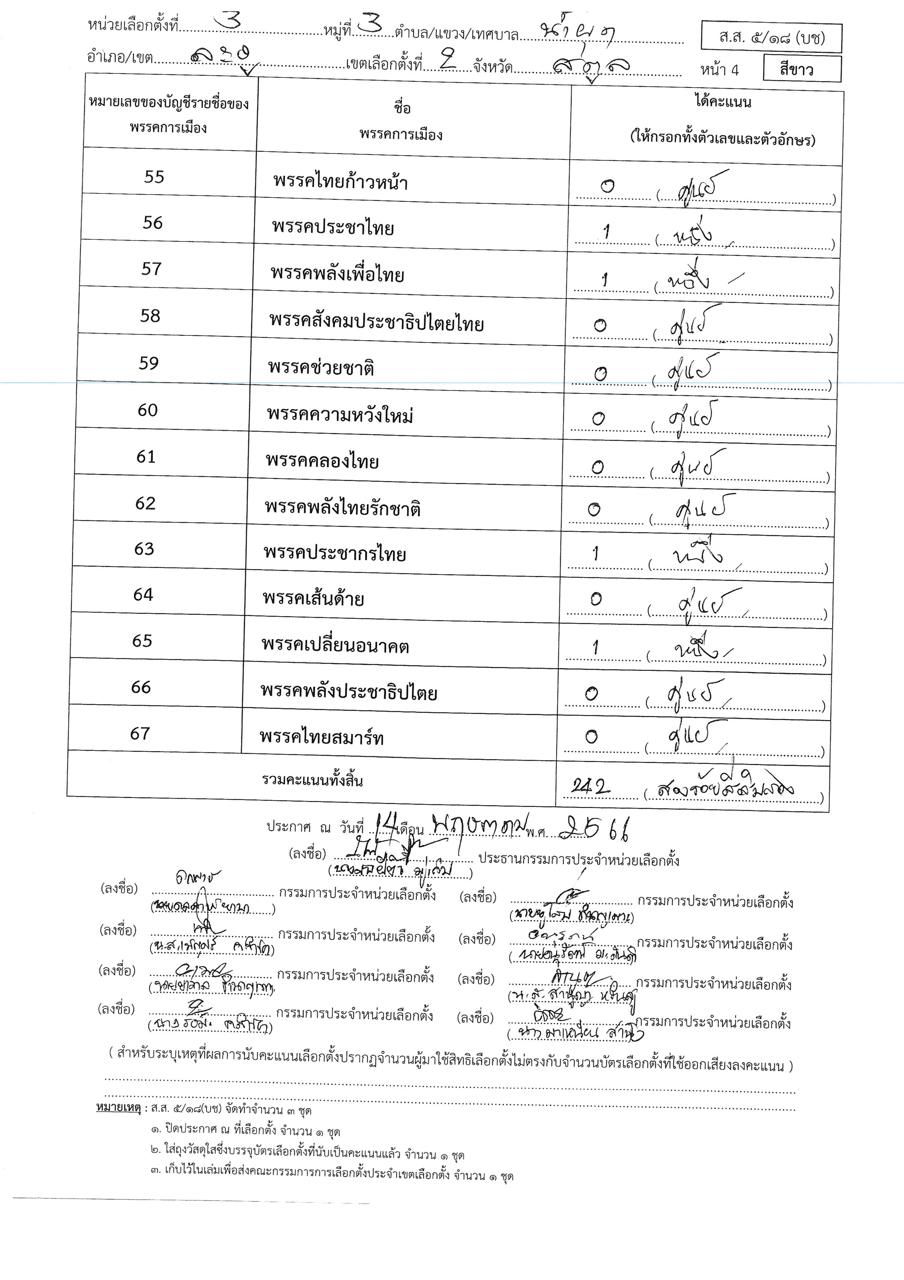 หน่วยเลือกตั้งที่ 3 หมู่ที่ 3 ตำบล/แขวง/เทศบาล น้ำผุด
ส.ส. ๕/๑๘ (บช)
อำเภอ/เขต ละงู เขตเลือกตั้งที่ 2 จังหวัด สตูล หน้า 4 สีขาว
หมายเลขของบัญชีรายชื่อของพรรคการเมือง ชื่อพรรคการเมือง ได้คะแนน (ให้กรอกทั้งตัวเลขและตัวอักษร)
55 พรรคไทยก้าวหน้า 0 (ศูนย์)
56 พรรคประชาไทย 1 (หนึ่ง)
57 พรรคพลังเพื่อไทย 1 (หนึ่ง)
58 พรรคสังคมประชาธิปไตยไทย 0 (ศูนย์)
59 พรรคช่วยชาติ 0 (ศูนย์)
60 พรรคความหวังใหม่ 0 (ศูนย์)
61 พรรคคลองไทย 0 (ศูนย์)
62 พรรคพลังไทยรักชาติ 0 (ศูนย์)
63 พรรคประชากรไทย 1 (หนึ่ง)
64 พรรคเส้นด้าย 0 (ศูนย์)
65 พรรคเปลี่ยนอนาคต 1 (หนึ่ง)
66 พรรคพลังประชาธิปไตย 0 (ศูนย์)
67 พรรคไทยสมาร์ท 0 (ศูนย์)
รวมคะแนนทั้งสิ้น 242 (สองร้อยสี่สิบสอง)
ประกาศ ณ วันที่ 14 เดือน พฤษภาคม พ.ศ. 2566
(ลงชื่อ) ประธานกรรมการประจำหน่วยเลือกตั้ง
(ลงชื่อ) กรรมการประจำหน่วยเลือกตั้ง (ลงชื่อ) กรรมการประจำหน่วยเลือกตั้ง
(ลงชื่อ) กรรมการประจำหน่วยเลือกตั้ง (ลงชื่อ) กรรมการประจำหน่วยเลือกตั้ง
(ลงชื่อ) กรรมการประจำหน่วยเลือกตั้ง (ลงชื่อ) กรรมการประจำหน่วยเลือกตั้ง
(ลงชื่อ) กรรมการประจำหน่วยเลือกตั้ง (ลงชื่อ) กรรมการประจำหน่วยเลือกตั้ง
( สำหรับระบุเหตุที่ผลการนับคะแนนเลือกตั้งปรากฏจำนวนผู้มาใช้สิทธิเลือกตั้งไม่ตรงกับจำนวนบัตรเลือกตั้งที่ใช้ออกเสียงลงคะแนน )
หมายเหตุ : ส.ส. ๕/๑๘(บช) จัดทำจำนวน ๓ ชุด
๑. ปิดประกาศ ณ ที่เลือกตั้ง จำนวน ๑ ชุด
๒. ใส่ถุงวัสดุใสซึ่งบรรจุบัตรเลือกตั้งที่นับเป็นคะแนนแล้ว จำนวน ๑ ชุด
๓. เก็บไว้ในเล่มเพื่อส่งคณะกรรมการการเลือกตั้งประจำเขตเลือกตั้ง จำนวน ๑ ชุด